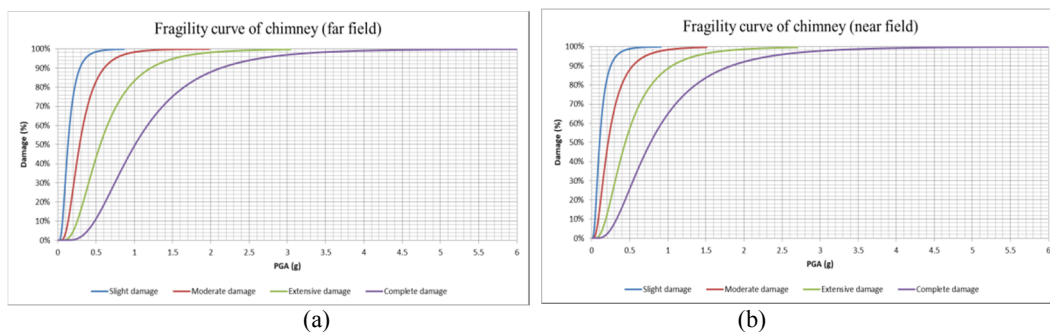 Fragility curve of chimney (far field)
100%
90%
80%
70%
60%
50%
40%
30%
20%
10%
0%
Damage (%)
0 0.5 1 1.5 2 2.5 3 3.5 4 4.5 5 5.5 6
PGA (g)
Slight damage Moderate damage Extensive damage Complete damage
(a)
Fragility curve of chimney (near field)
100%
90%
80%
70%
60%
50%
40%
30%
20%
10%
0%
Damage (%)
0 0.5 1 1.5 2 2.5 3 3.5 4 4.5 5 5.5 6
PGA (g)
Slight damage Moderate damage Extensive damage Complete damage
(b)